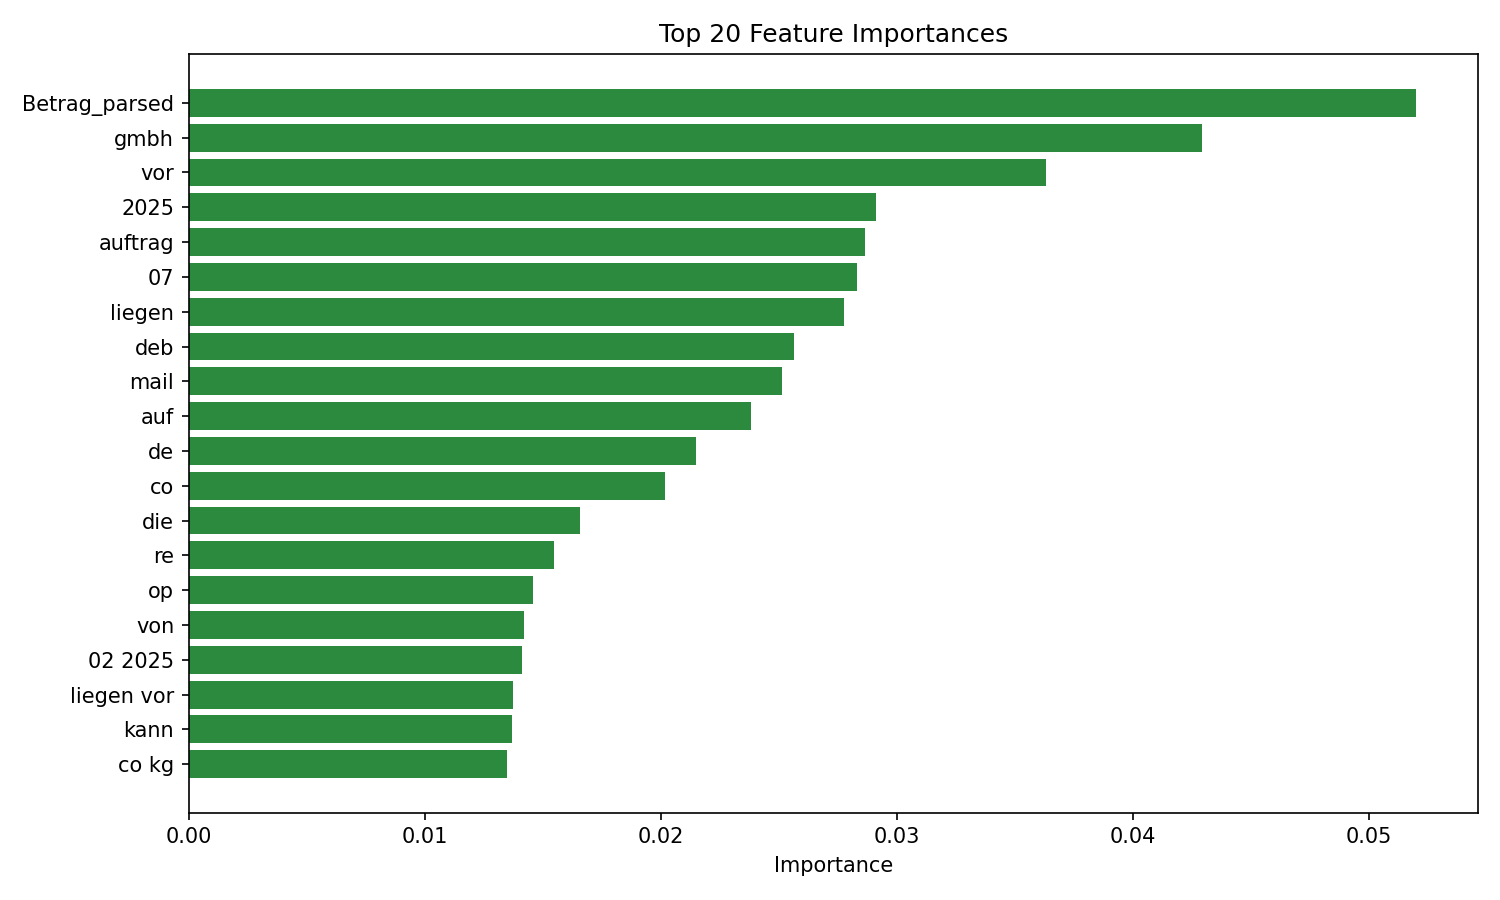 Top 20 Feature Importances
Betrag_parsed
gmbh
vor
2025
auftrag
07
liegen
deb
mail
auf
de
co
die
re
op
von
02 2025
liegen vor
kann
co kg
0.00 0.01 0.02 0.03 0.04 0.05
Importance